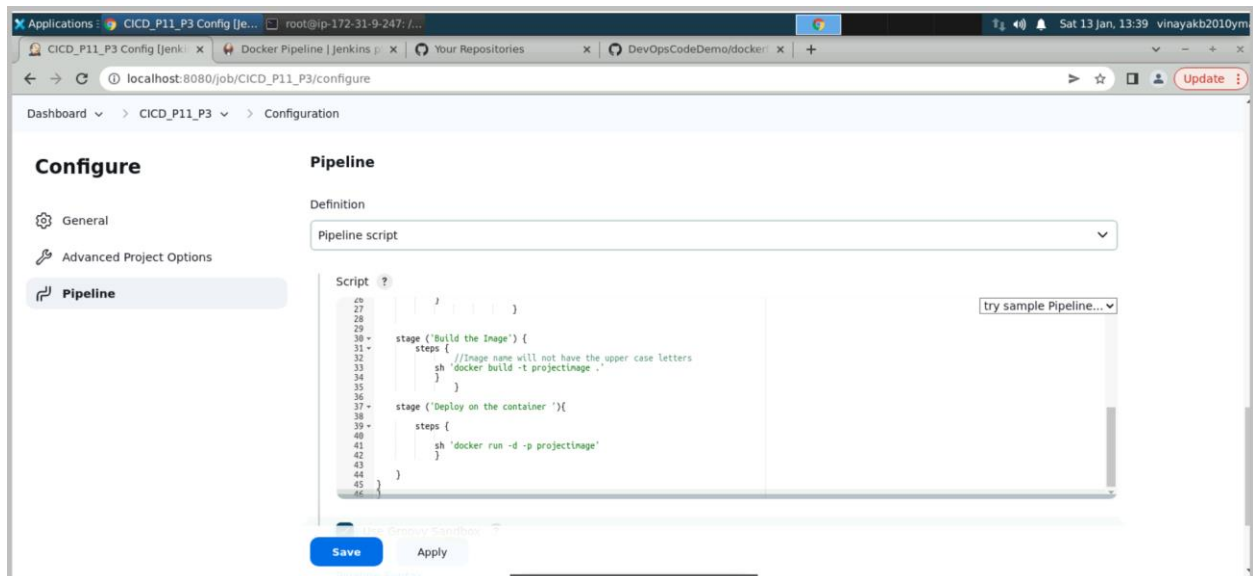 Applications CICD_P11_P3 Config [Je... root@ip-172-31-9-247: /... Sat 13 Jan, 13:39 vinayakb2010ym
CICD_P11_P3 Config [Jenki x Docker Pipeline | Jenkins p x Your Repositories x DevOpsCodeDemo/docker x +
localhost:8080/job/CICD_P11_P3/configure Update
Dashboard > CICD_P11_P3 > Configuration
Configure
General
Advanced Project Options
Pipeline
Pipeline
Definition
Pipeline script
Script ?
try sample Pipeline...
26 }
27 }
28
29
30 stage ('Build the Image') {
31 steps {
32 //Image name will not have the upper case letters
33 sh 'docker build -t projectimage .'
34 }
35 }
36
37 stage ('Deploy on the container '){
38
39 steps {
40
41 sh 'docker run -d -p projectimage'
42 }
43
44 }
45 }
46 }
Use Groovy Sandbox ?
Save Apply